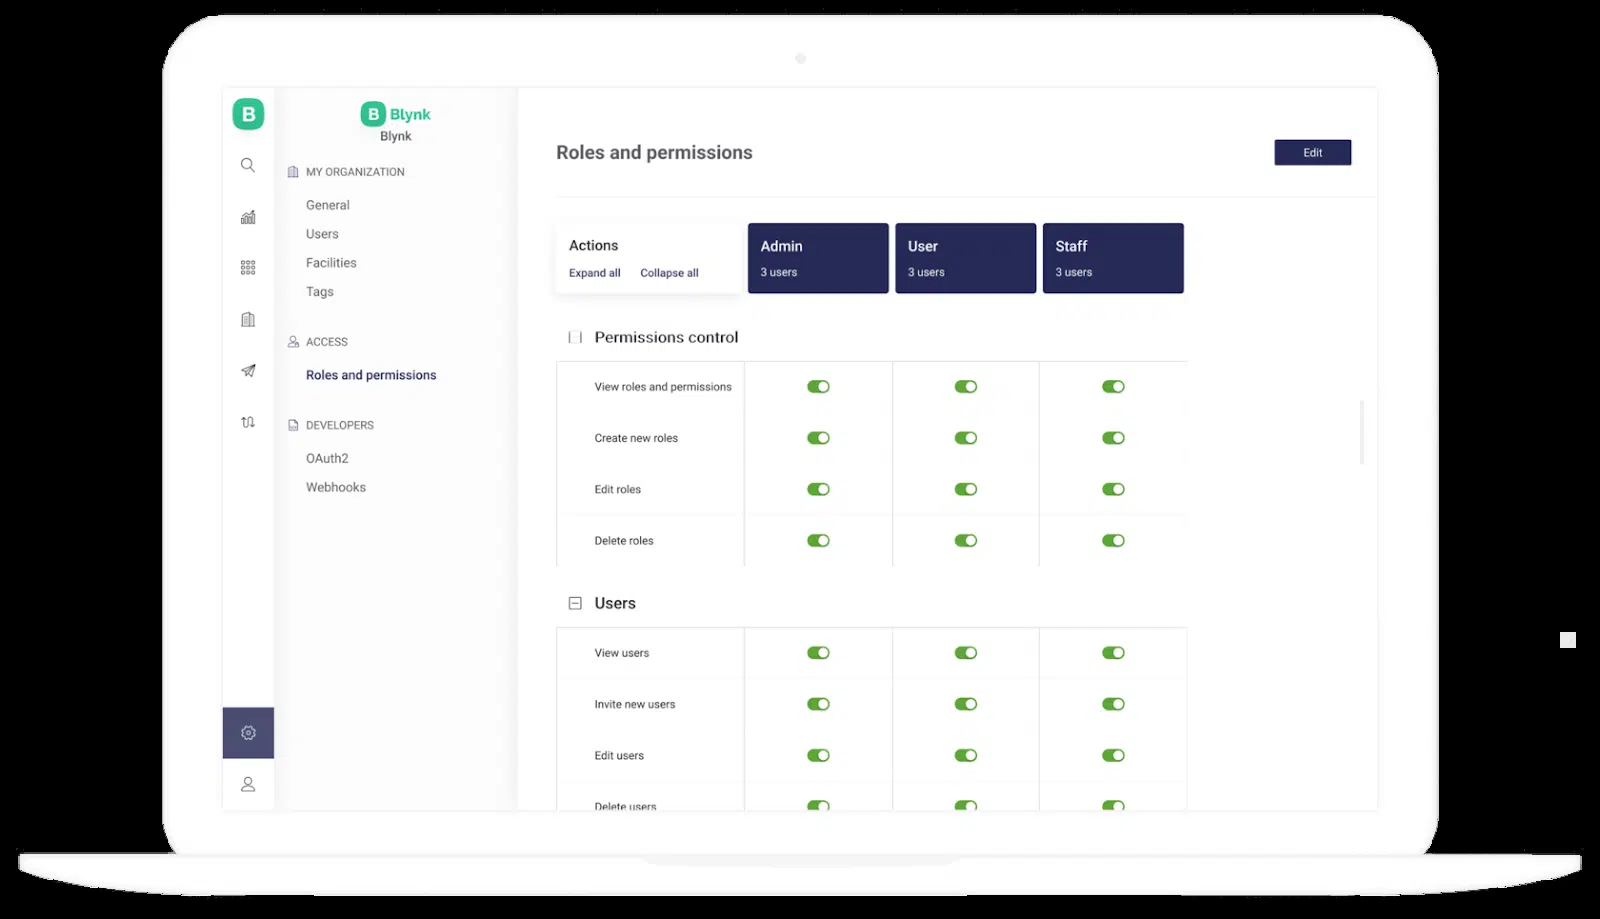 B
B Blynk
Blynk
MY ORGANIZATION
General
Users
Facilities
Tags
ACCESS
Roles and permissions
DEVELOPERS
OAuth2
Webhooks
Roles and permissions
Edit
Actions
Expand all Collapse all
Admin
3 users
User
3 users
Staff
3 users
Permissions control
View roles and permissions
Create new roles
Edit roles
Delete roles
Users
View users
Invite new users
Edit users
Delete users